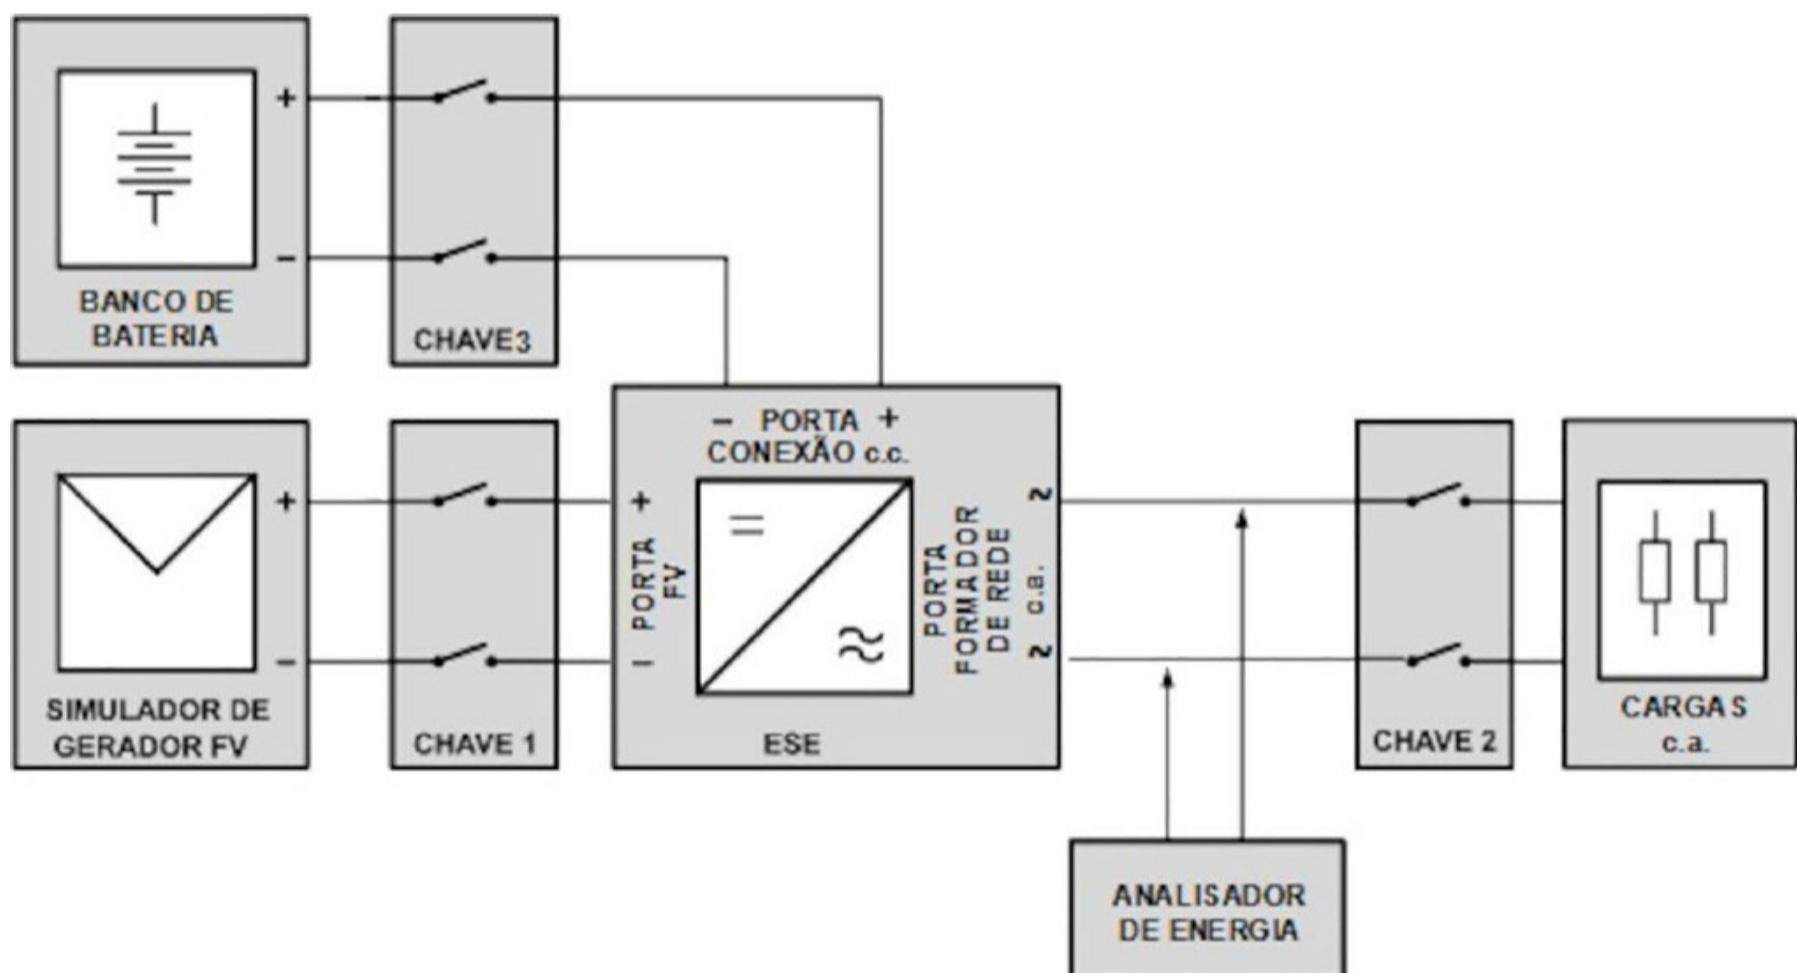 +
−
BANCO DE
BATERIA
CHAVE3
+
−
SIMULADOR DE
GERADOR FV
CHAVE 1
− PORTA +
CONEXÃO c.c.
+
PORTA
FV
−
=
≈
ESE
PORTA
FORMADOR
DE REDE
~ c.a. ~
CHAVE 2
CARGAS
c.a.
ANALISADOR
DE ENERGIA